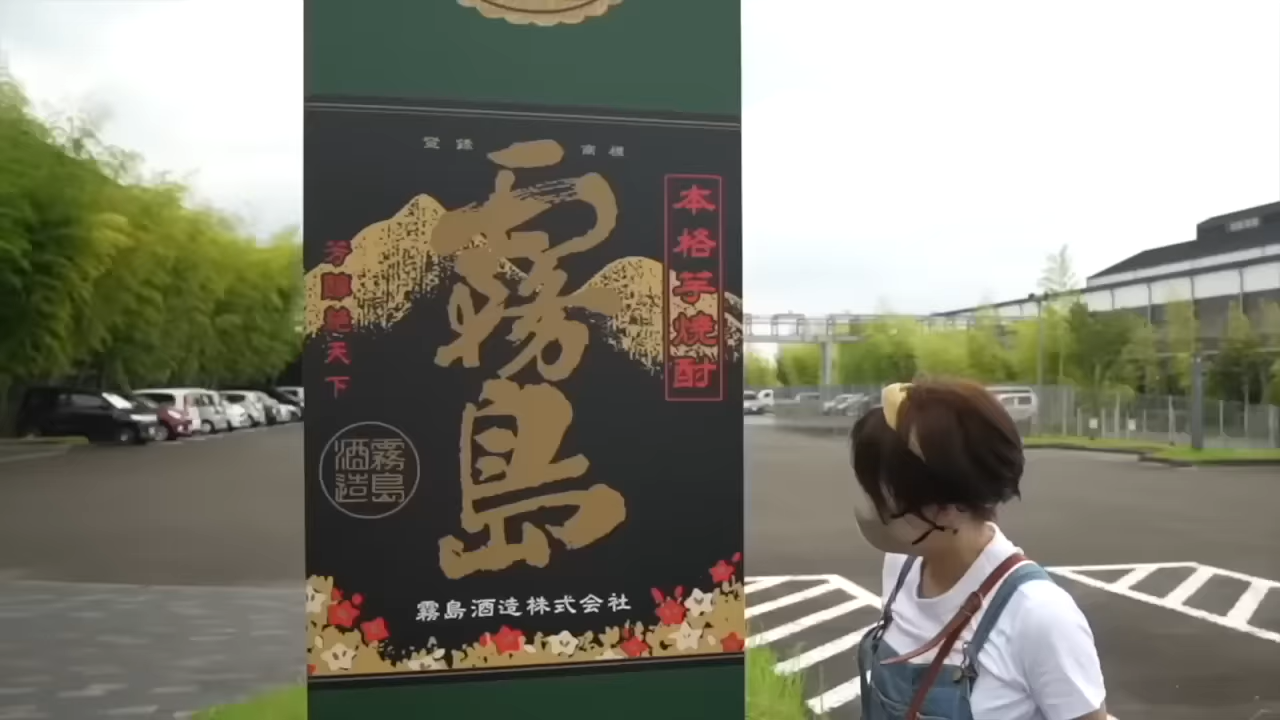 登録 商標
本格芋焼酎
霧島
芳醇絶天下
霧島
酒造
霧島酒造株式会社